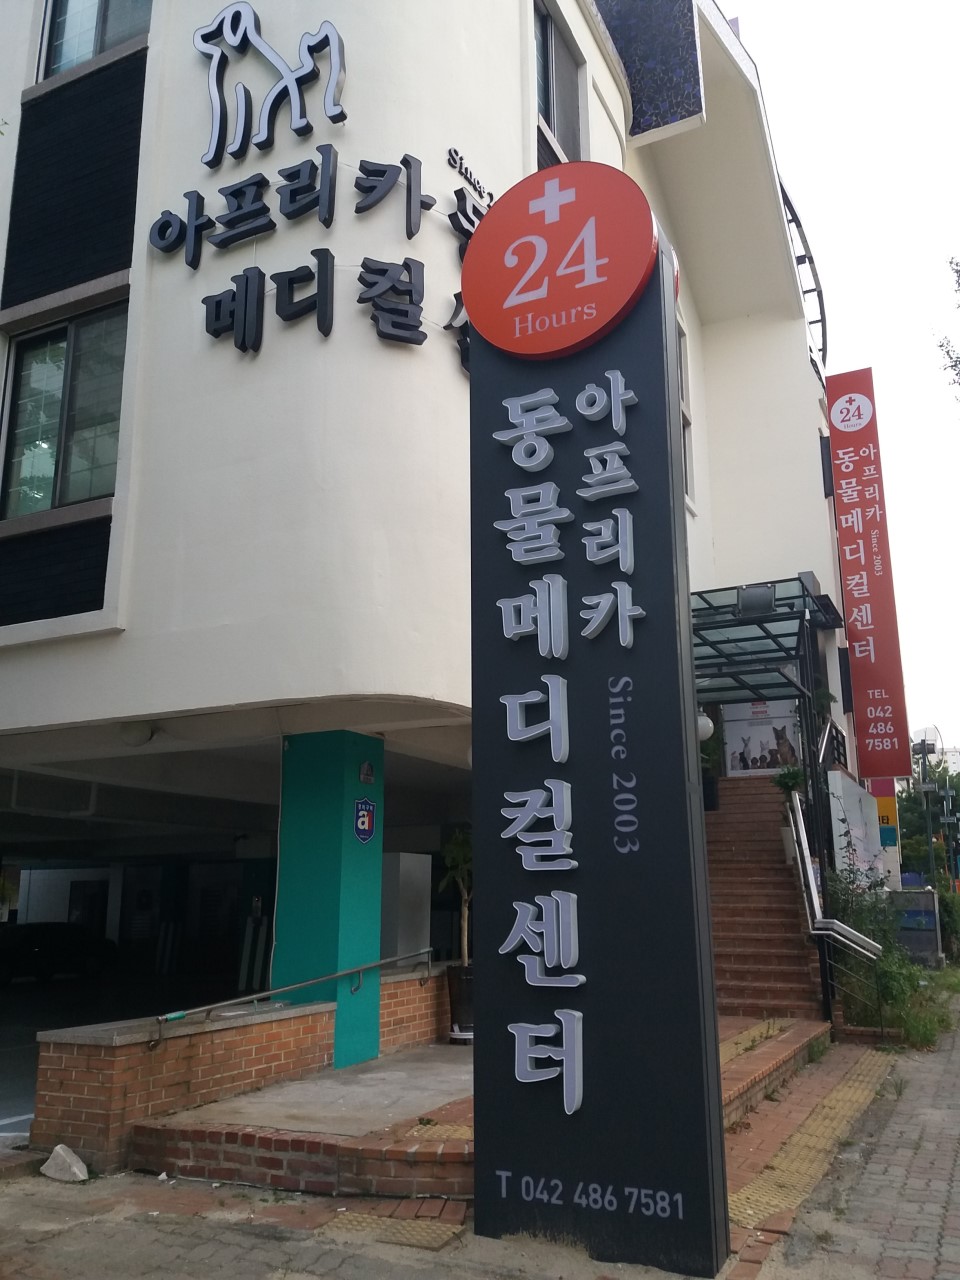 아프리카
메디컬
Since
24
Hours
아프리카 Since 2003
동물메디컬센터
T 042 486 7581
24
Hours
아프리카 Since 2003
동물메디컬센터
TEL
042
486
7581